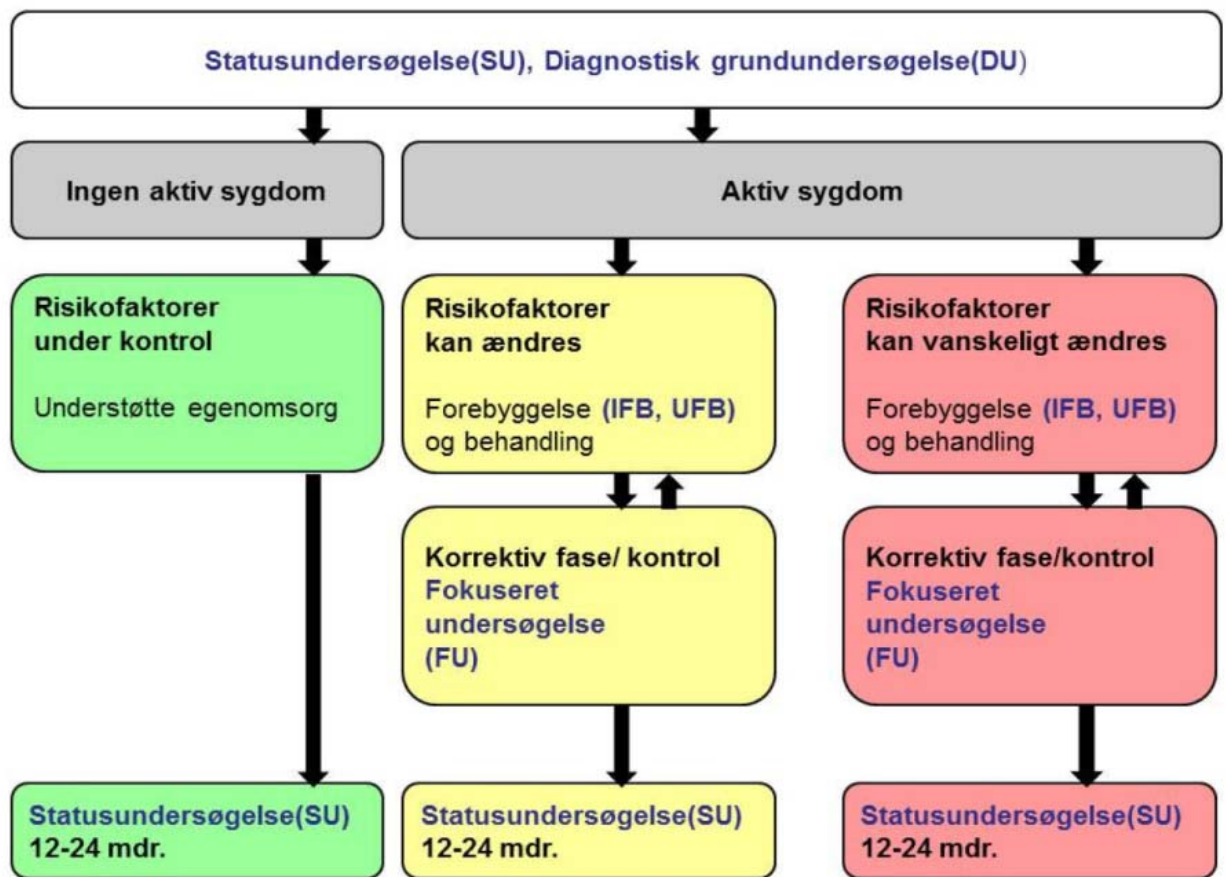 Statusundersøgelse(SU), Diagnostisk grundundersøgelse(DU)
Ingen aktiv sygdom
Aktiv sygdom
Risikofaktorer
under kontrol
Understøtte egenomsorg
Risikofaktorer
kan ændres
Forebyggelse (IFB, UFB)
og behandling
Risikofaktorer
kan vanskeligt ændres
Forebyggelse (IFB, UFB)
og behandling
Korrektiv fase/ kontrol
Fokuseret
undersøgelse
(FU)
Korrektiv fase/kontrol
Fokuseret
undersøgelse
(FU)
Statusundersøgelse(SU)
12-24 mdr.
Statusundersøgelse(SU)
12-24 mdr.
Statusundersøgelse(SU)
12-24 mdr.